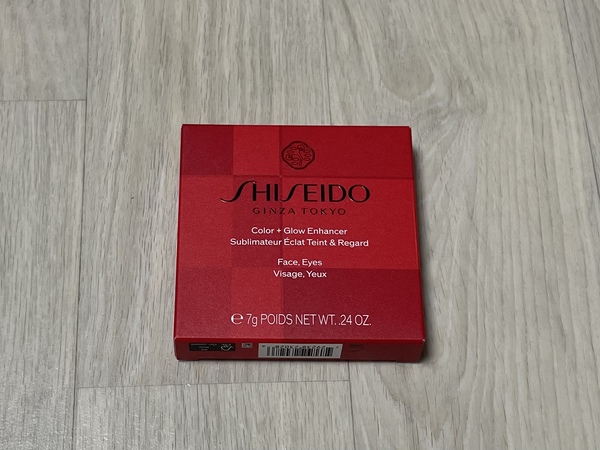 SHISEIDO
GINZA TOKYO
Color + Glow Enhancer
Sublimateur Éclat Teint & Regard
Face, Eyes
Visage, Yeux
℮ 7g POIDS NET WT. .24 OZ.